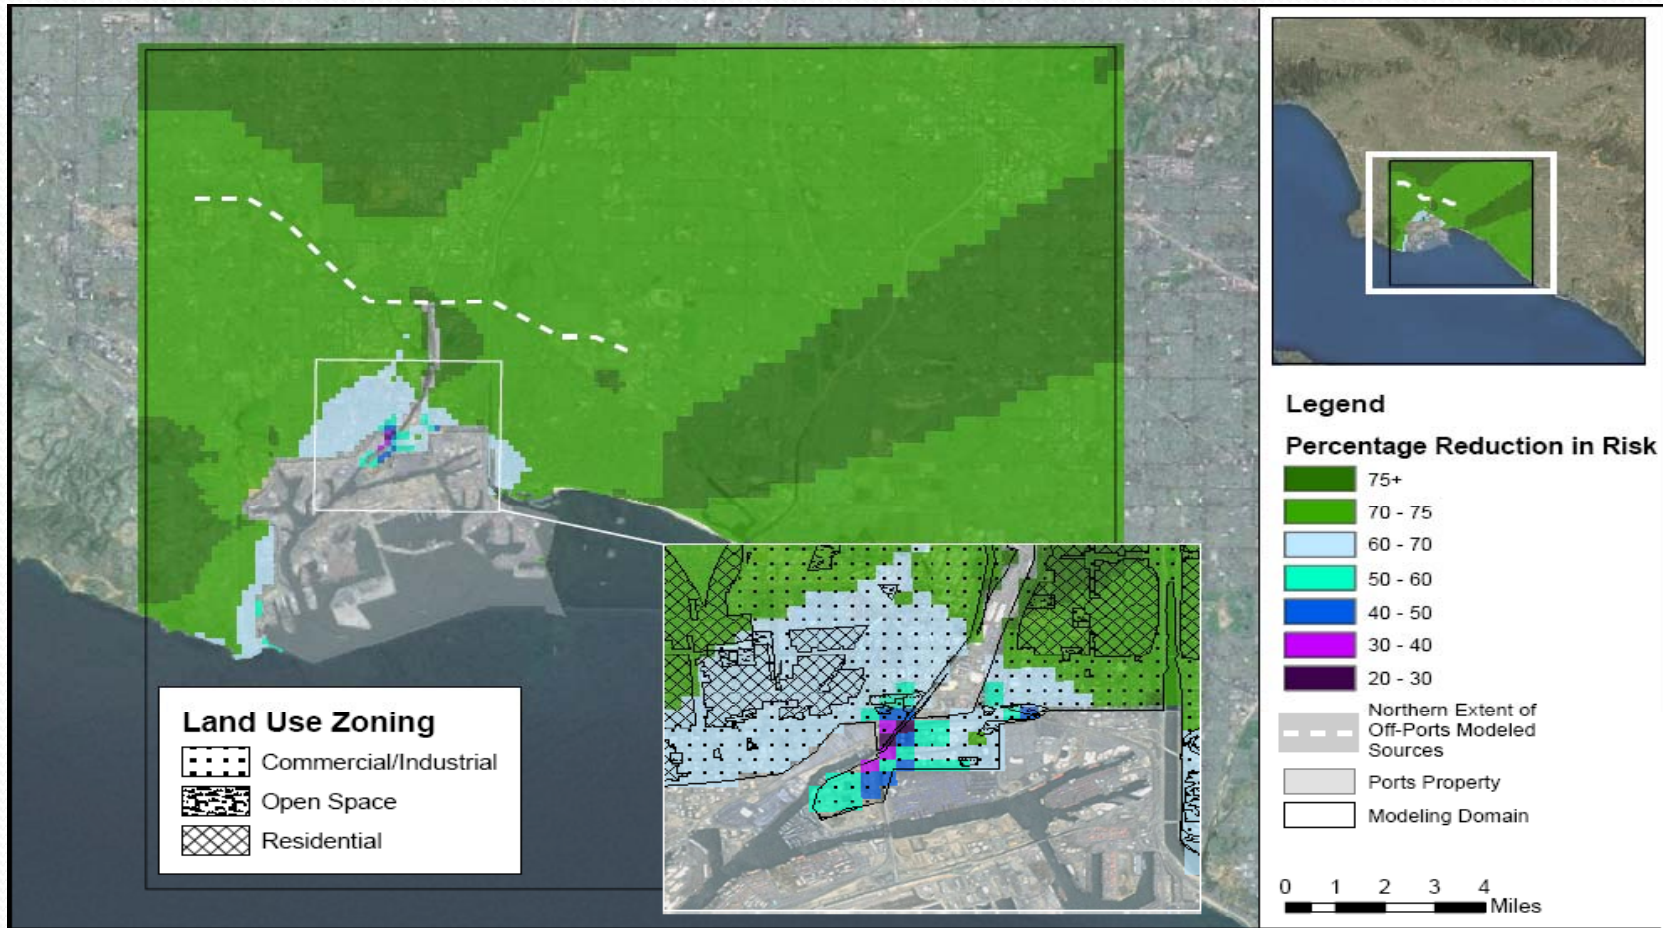 Land Use Zoning
Commercial/Industrial
Open Space
Residential
Legend
Percentage Reduction in Risk
75+
70 - 75
60 - 70
50 - 60
40 - 50
30 - 40
20 - 30
Northern Extent of
Off-Ports Modeled
Sources
Ports Property
Modeling Domain
0 1 2 3 4
Miles